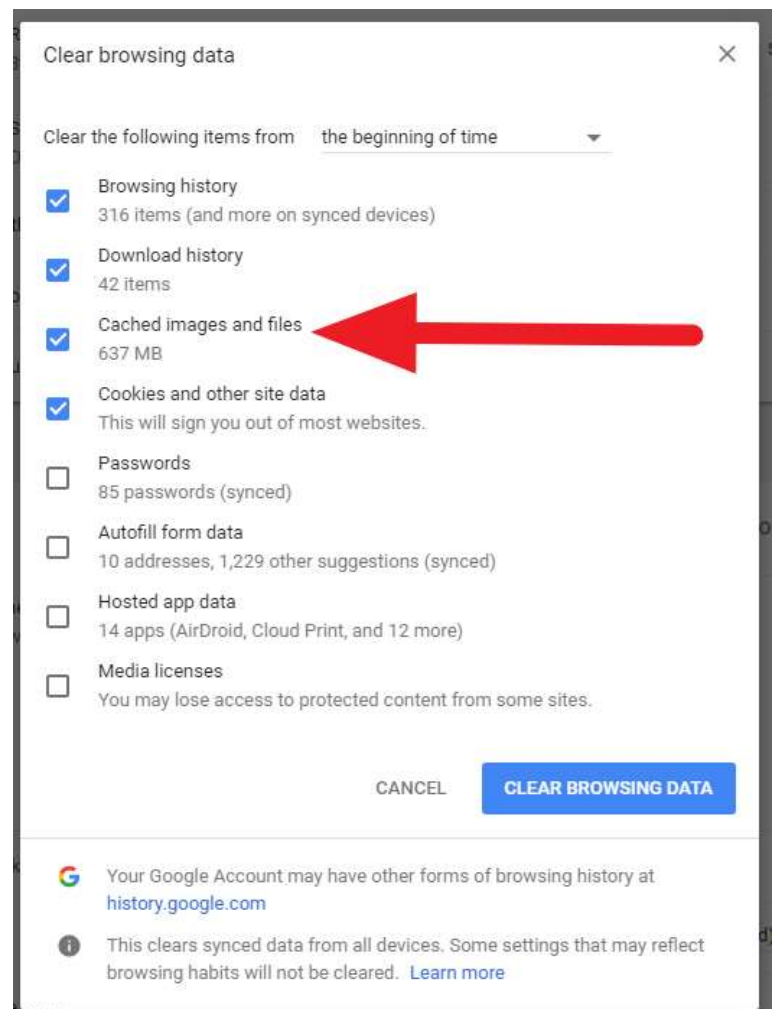 Clear browsing data
Clear the following items from the beginning of time
Browsing history
316 items (and more on synced devices)
Download history
42 items
Cached images and files
637 MB
Cookies and other site data
This will sign you out of most websites.
Passwords
85 passwords (synced)
Autofill form data
10 addresses, 1,229 other suggestions (synced)
Hosted app data
14 apps (AirDroid, Cloud Print, and 12 more)
Media licenses
You may lose access to protected content from some sites.
CANCEL CLEAR BROWSING DATA
Your Google Account may have other forms of browsing history at
history.google.com
This clears synced data from all devices. Some settings that may reflect
browsing habits will not be cleared. Learn more